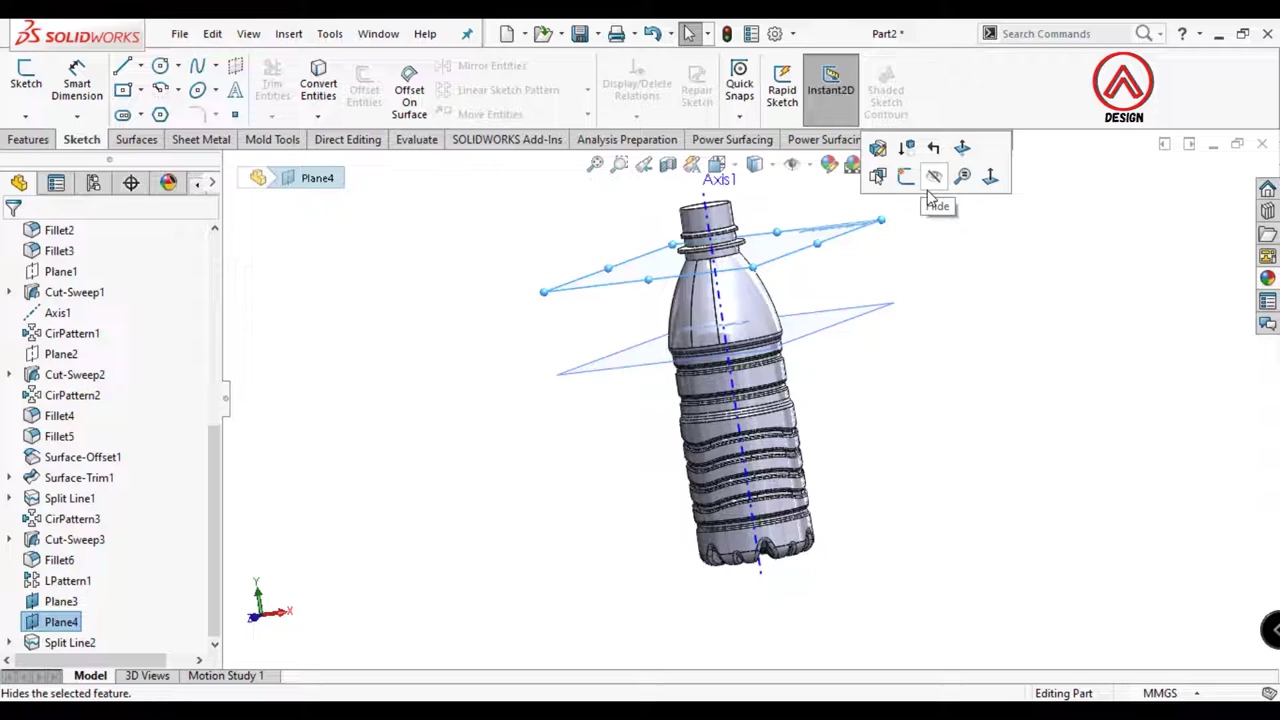 SOLIDWORKS
File Edit View Insert Tools Window Help
Part2 *
Search Commands
?
Sketch
Smart Dimension
Trim Entities
Convert Entities
Offset Entities
Offset On Surface
Mirror Entities
Linear Sketch Pattern
Move Entities
Display/Delete Relations
Repair Sketch
Quick Snaps
Rapid Sketch
Instant2D
Shaded Sketch Contours
DESIGN
Features Sketch Surfaces Sheet Metal Mold Tools Direct Editing Evaluate SOLIDWORKS Add-Ins Analysis Preparation Power Surfacing Power Surfacing
Plane4
Axis1
Hide
Fillet2
Fillet3
Plane1
Cut-Sweep1
Axis1
CirPattern1
Plane2
Cut-Sweep2
CirPattern2
Fillet4
Fillet5
Surface-Offset1
Surface-Trim1
Split Line1
CirPattern3
Cut-Sweep3
Fillet6
LPattern1
Plane3
Plane4
Split Line2
Y
X
Z
Model 3D Views Motion Study 1
Hides the selected feature.
Editing Part
MMGS